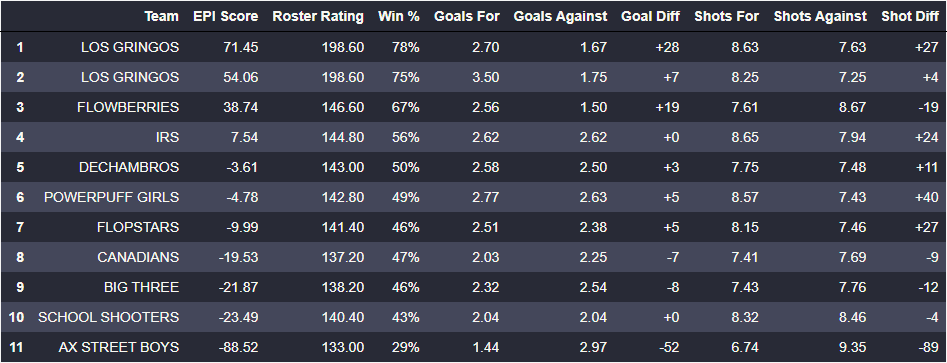 Team EPI Score Roster Rating Win % Goals For Goals Against Goal Diff Shots For Shots Against Shot Diff
1 LOS GRINGOS 71.45 198.60 78% 2.70 1.67 +28 8.63 7.63 +27
2 LOS GRINGOS 54.06 198.60 75% 3.50 1.75 +7 8.25 7.25 +4
3 FLOWBERRIES 38.74 146.60 67% 2.56 1.50 +19 7.61 8.67 -19
4 IRS 7.54 144.80 56% 2.62 2.62 +0 8.65 7.94 +24
5 DECHAMBROS -3.61 143.00 50% 2.58 2.50 +3 7.75 7.48 +11
6 POWERPUFF GIRLS -4.78 142.80 49% 2.77 2.63 +5 8.57 7.43 +40
7 FLOPSTARS -9.99 141.40 46% 2.51 2.38 +5 8.15 7.46 +27
8 CANADIANS -19.53 137.20 47% 2.03 2.25 -7 7.41 7.69 -9
9 BIG THREE -21.87 138.20 46% 2.32 2.54 -8 7.43 7.76 -12
10 SCHOOL SHOOTERS -23.49 140.40 43% 2.04 2.04 +0 8.32 8.46 -4
11 AX STREET BOYS -88.52 133.00 29% 1.44 2.97 -52 6.74 9.35 -89